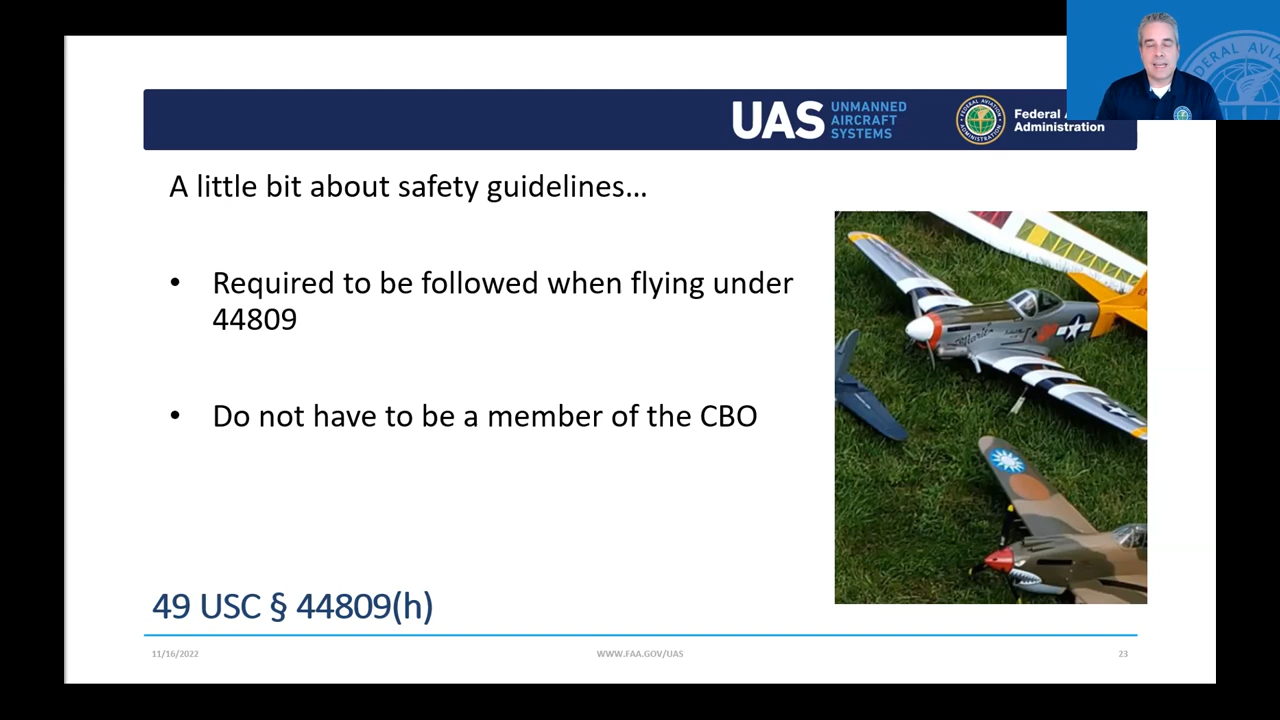 UAS UNMANNED
AIRCRAFT
SYSTEMS
Federal
Administration
A little bit about safety guidelines...
• Required to be followed when flying under
44809
• Do not have to be a member of the CBO
49 USC § 44809(h)
11/16/2022 WWW.FAA.GOV/UAS 23